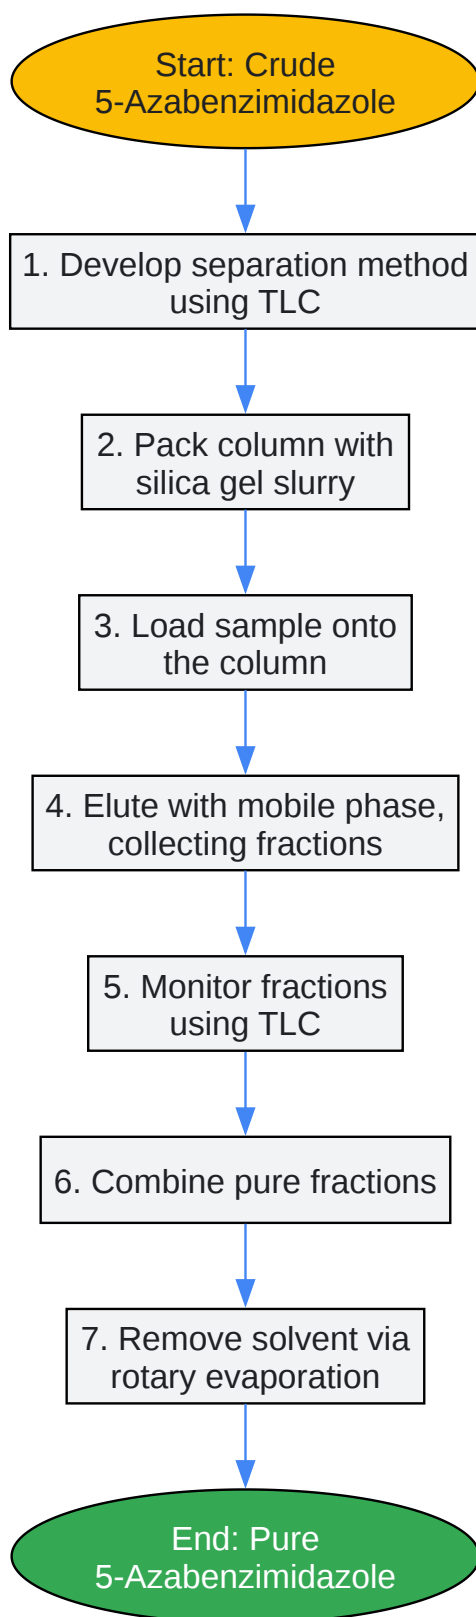 Start: Crude
5-Azabenzimidazole
1. Develop separation method
using TLC
2. Pack column with
silica gel slurry
3. Load sample onto
the column
4. Elute with mobile phase,
collecting fractions
5. Monitor fractions
using TLC
6. Combine pure fractions
7. Remove solvent via
rotary evaporation
End: Pure
5-Azabenzimidazole